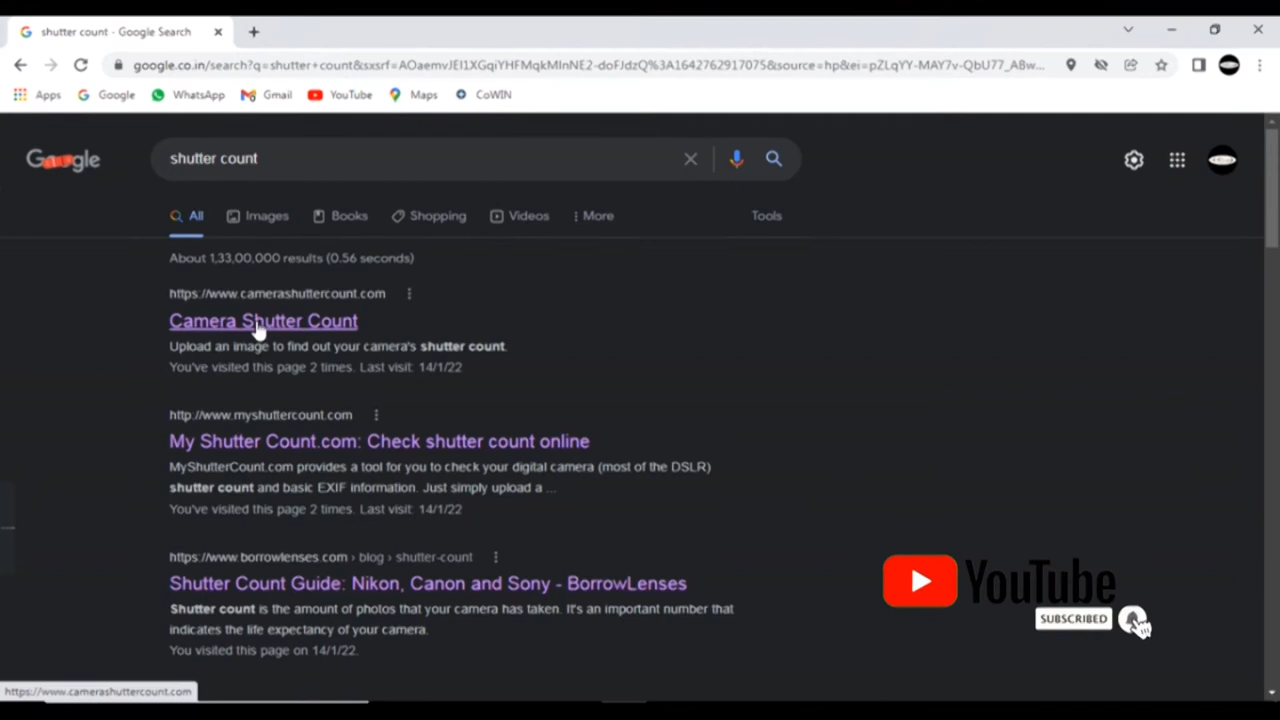 shutter count - Google Search
google.co.in/search?q=shutter+count&sxsrf=AOaemvJEI1XGqiYHFMqkMInNE2-doFJdzQ%3A1642762917075&source=hp&ei=pZLqYY-MAY7v-QbU77_ABw...
Apps Google WhatsApp Gmail YouTube Maps CoWIN
Google shutter count
All Images Books Shopping Videos More Tools
About 1,33,00,000 results (0.56 seconds)
https://www.camerashuttercount.com
Camera Shutter Count
Upload an image to find out your camera's shutter count.
You've visited this page 2 times. Last visit: 14/1/22
http://www.myshuttercount.com
My Shutter Count.com: Check shutter count online
MyShutterCount.com provides a tool for you to check your digital camera (most of the DSLR)
shutter count and basic EXIF information. Just simply upload a ...
You've visited this page 2 times. Last visit: 14/1/22
https://www.borrowlenses.com › blog › shutter-count
Shutter Count Guide: Nikon, Canon and Sony - BorrowLenses
Shutter count is the amount of photos that your camera has taken. It's an important number that
indicates the life expectancy of your camera.
You visited this page on 14/1/22.
YouTube
SUBSCRIBED
https://www.camerashuttercount.com